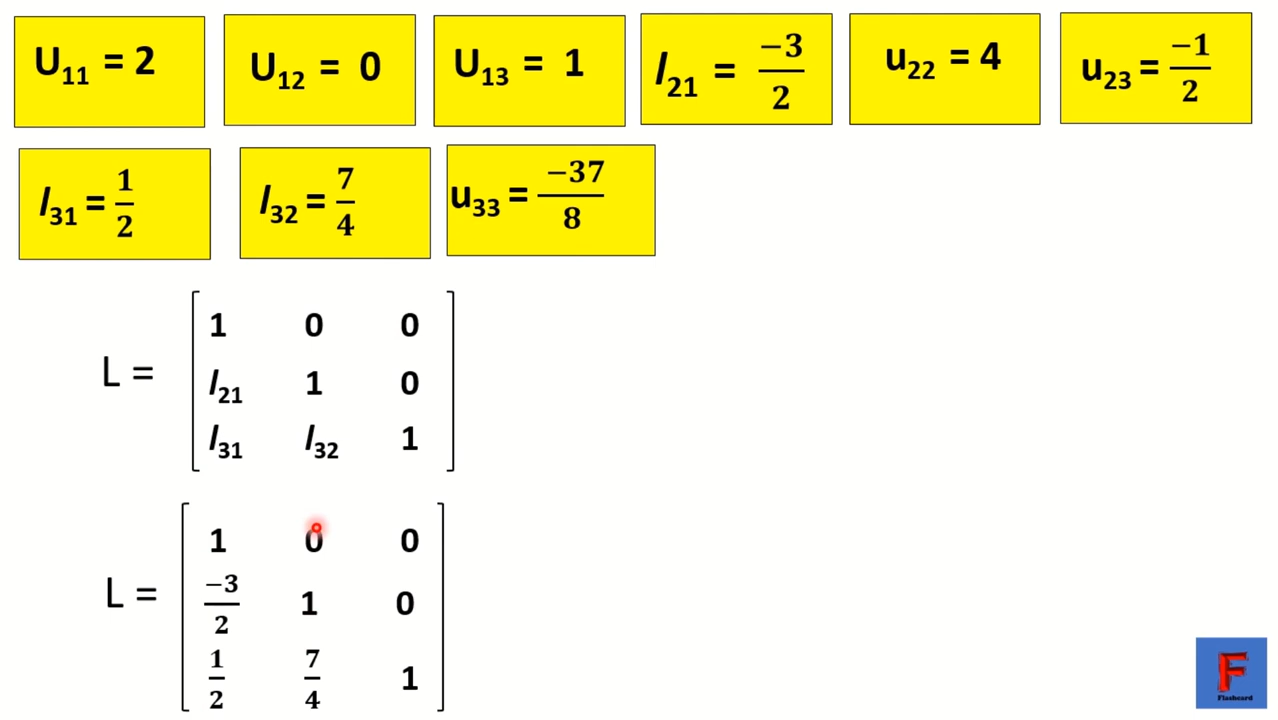 U₁₁ = 2 U₁₂ = 0 U₁₃ = 1 l₂₁ = −3/2 u₂₂ = 4 u₂₃ = −1/2
l₃₁ = 1/2 l₃₂ = 7/4 u₃₃ = −37/8
L =
1 0 0
l₂₁ 1 0
l₃₁ l₃₂ 1
L =
1 0 0
−3/2 1 0
1/2 7/4 1
F
Flashcard